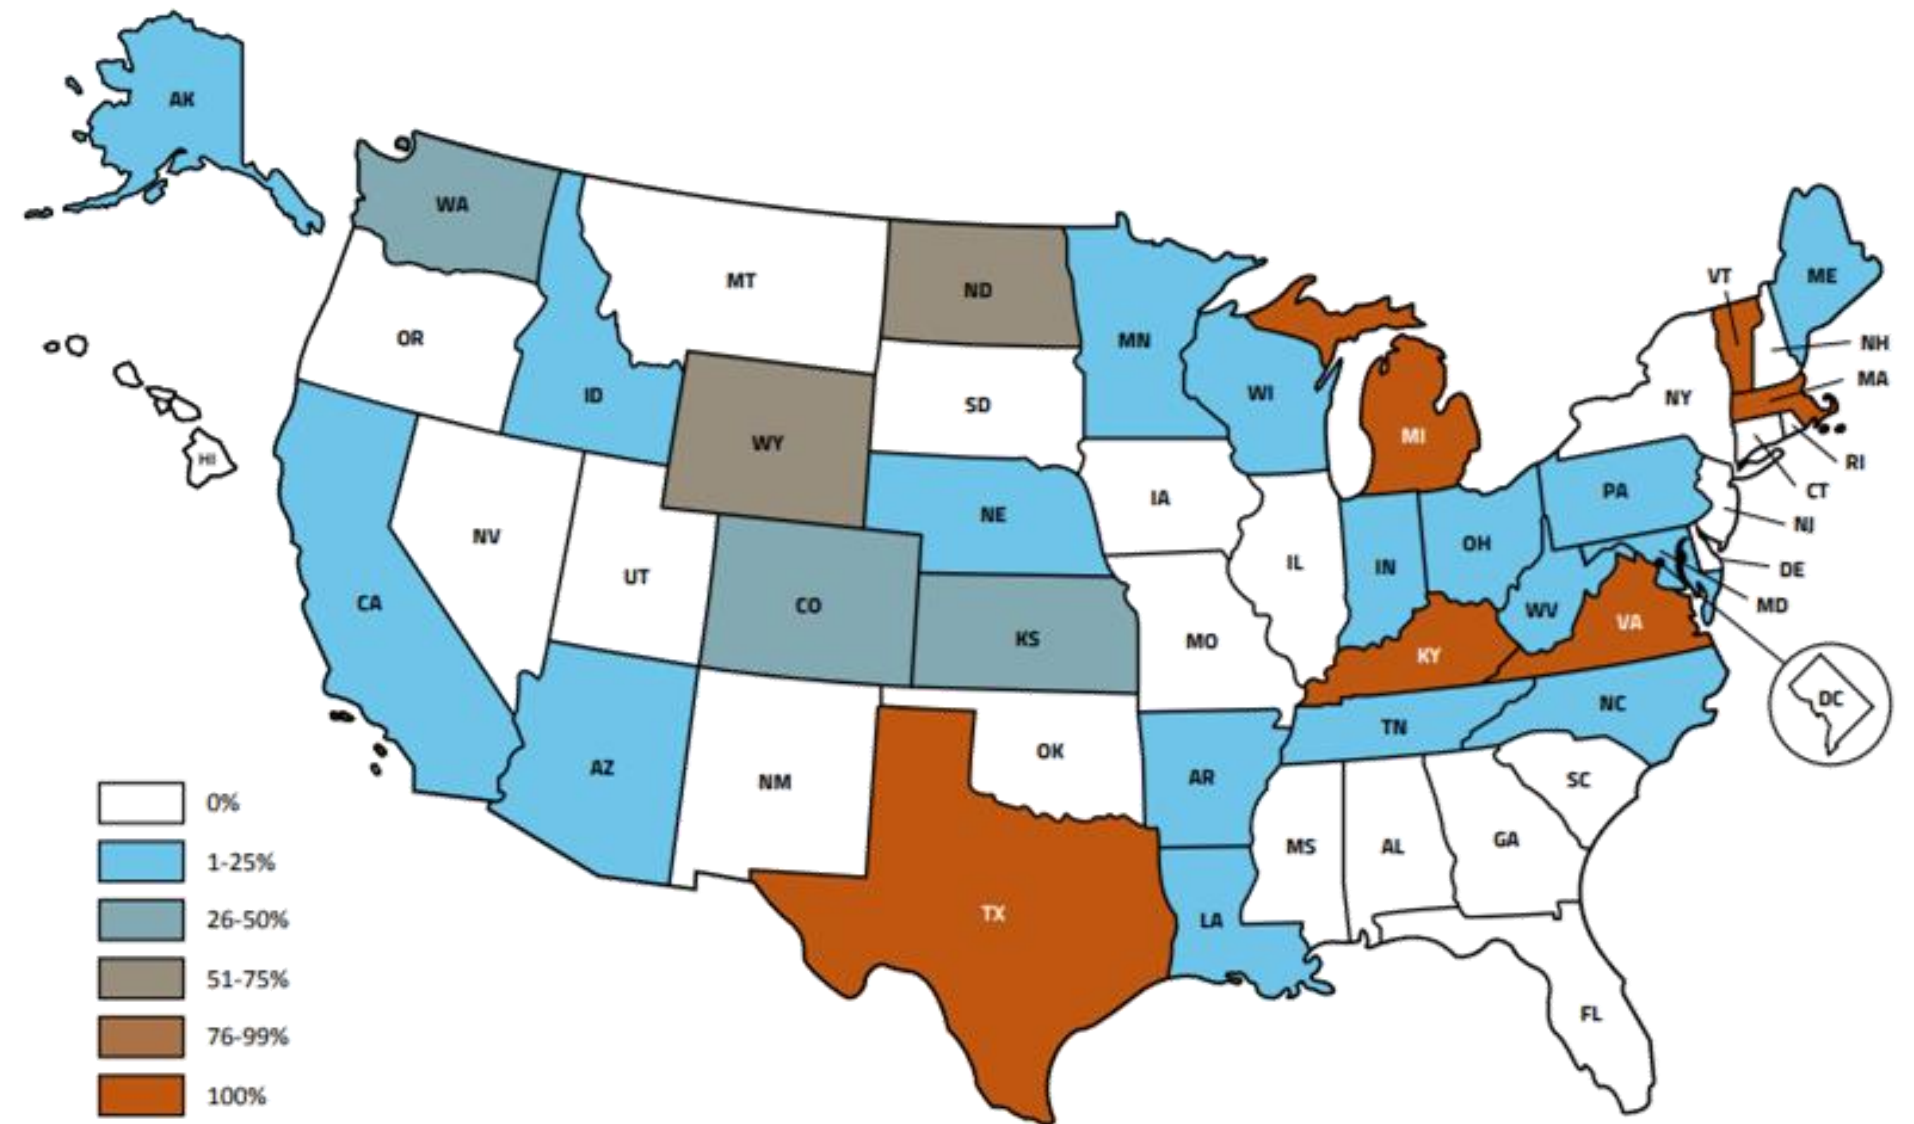 AK
WA
MT
ND
VT
ME
OR
MN
NH
ID
SD
WI
MA
WY
NY
MI
HI
RI
IA
PA
CT
NE
NV
NJ
OH
IL
IN
UT
DE
CA
CO
MD
WV
KS
MO
VA
KY
DC
NC
TN
OK
AZ
AR
SC
NM
0%
GA
MS
AL
1-25%
TX
LA
26-50%
51-75%
FL
76-99%
100%